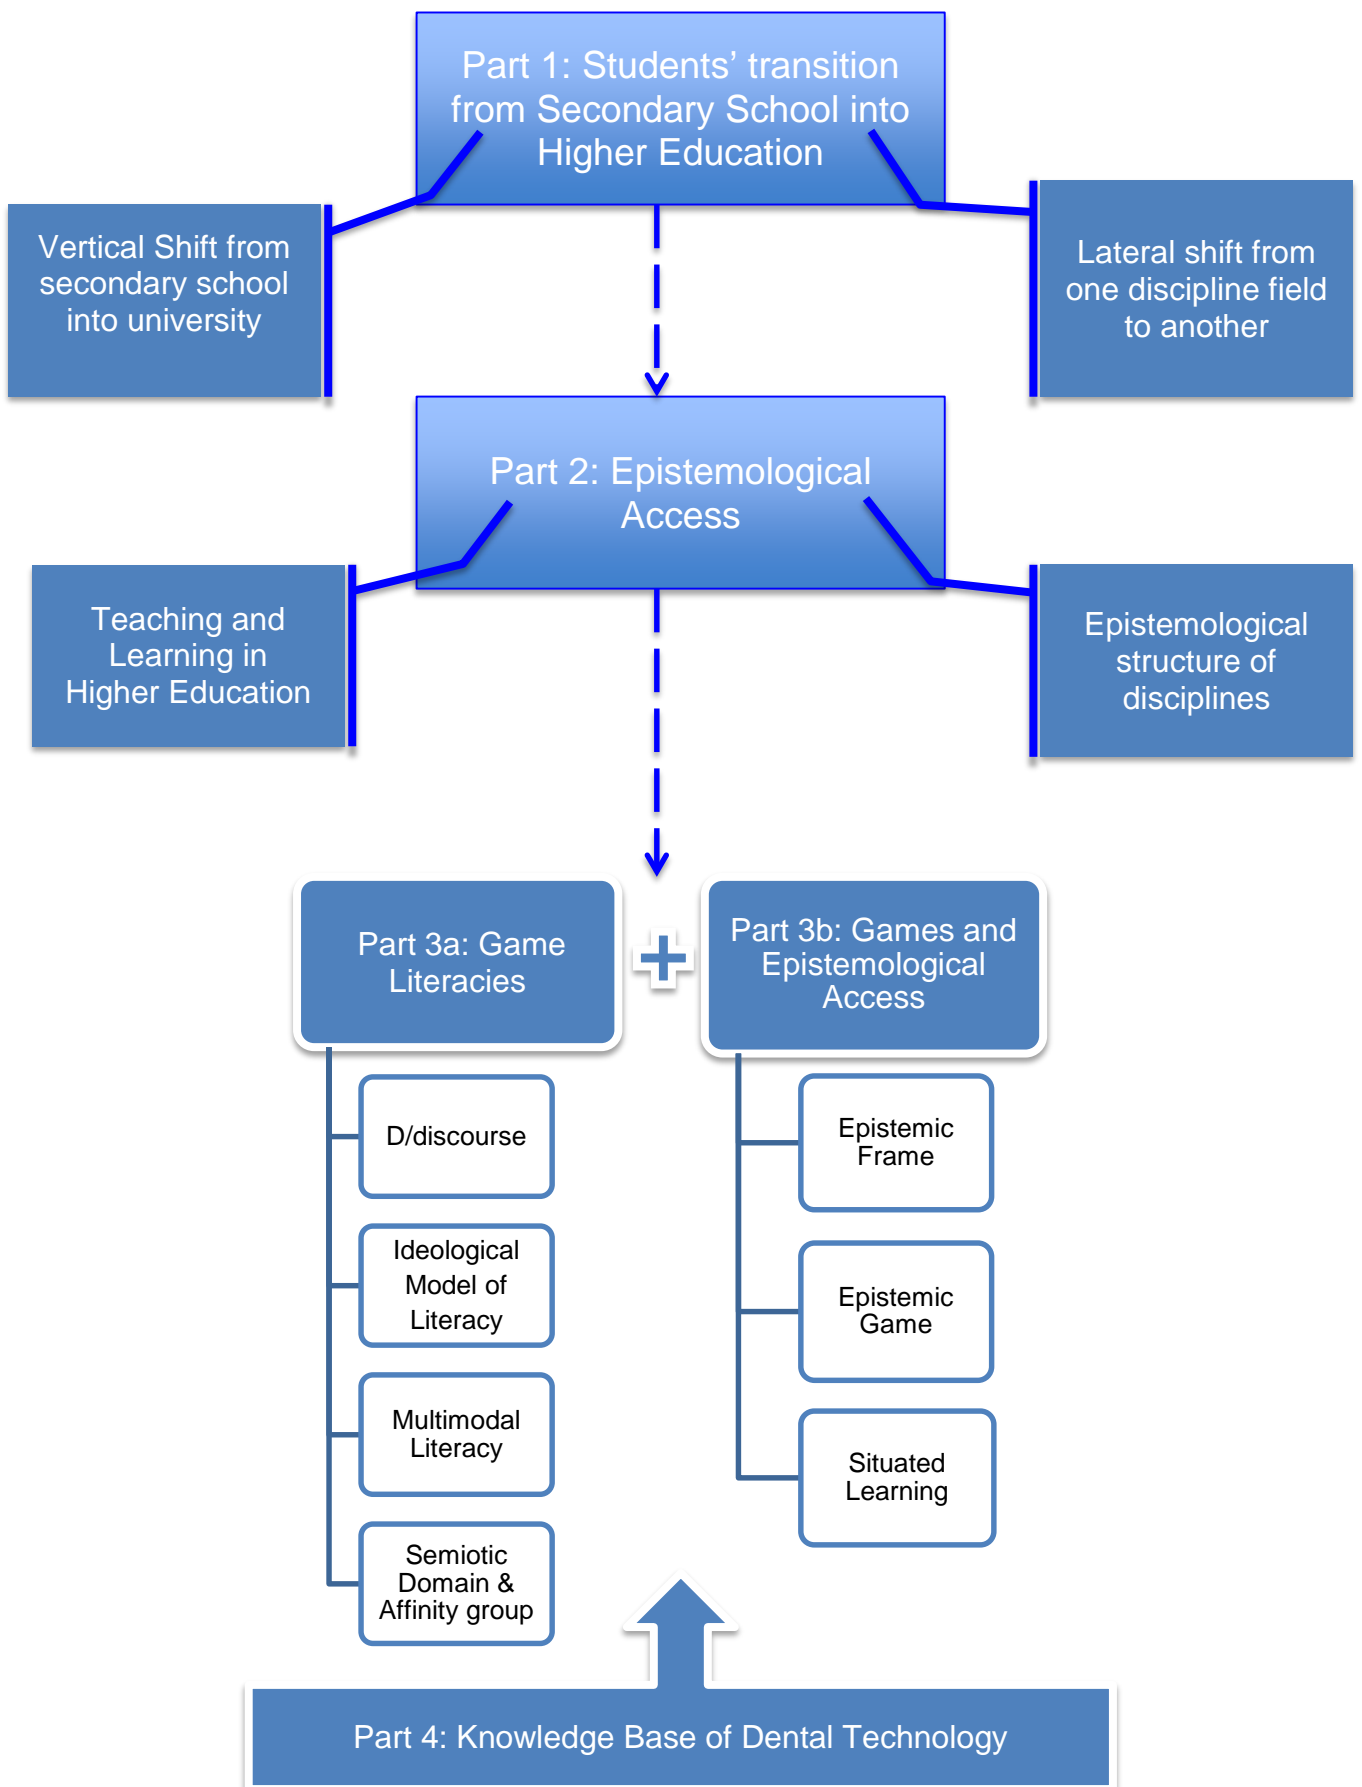 Part 1: Students’ transition
from Secondary School into
Higher Education
Vertical Shift from
secondary school
into university
Lateral shift from
one discipline field
to another
Part 2: Epistemological
Access
Teaching and
Learning in
Higher Education
Epistemological
structure of
disciplines
Part 3a: Game
Literacies
Part 3b: Games and
Epistemological
Access
D/discourse
Ideological
Model of
Literacy
Multimodal
Literacy
Semiotic
Domain &
Affinity group
Epistemic
Frame
Epistemic
Game
Situated
Learning
Part 4: Knowledge Base of Dental Technology